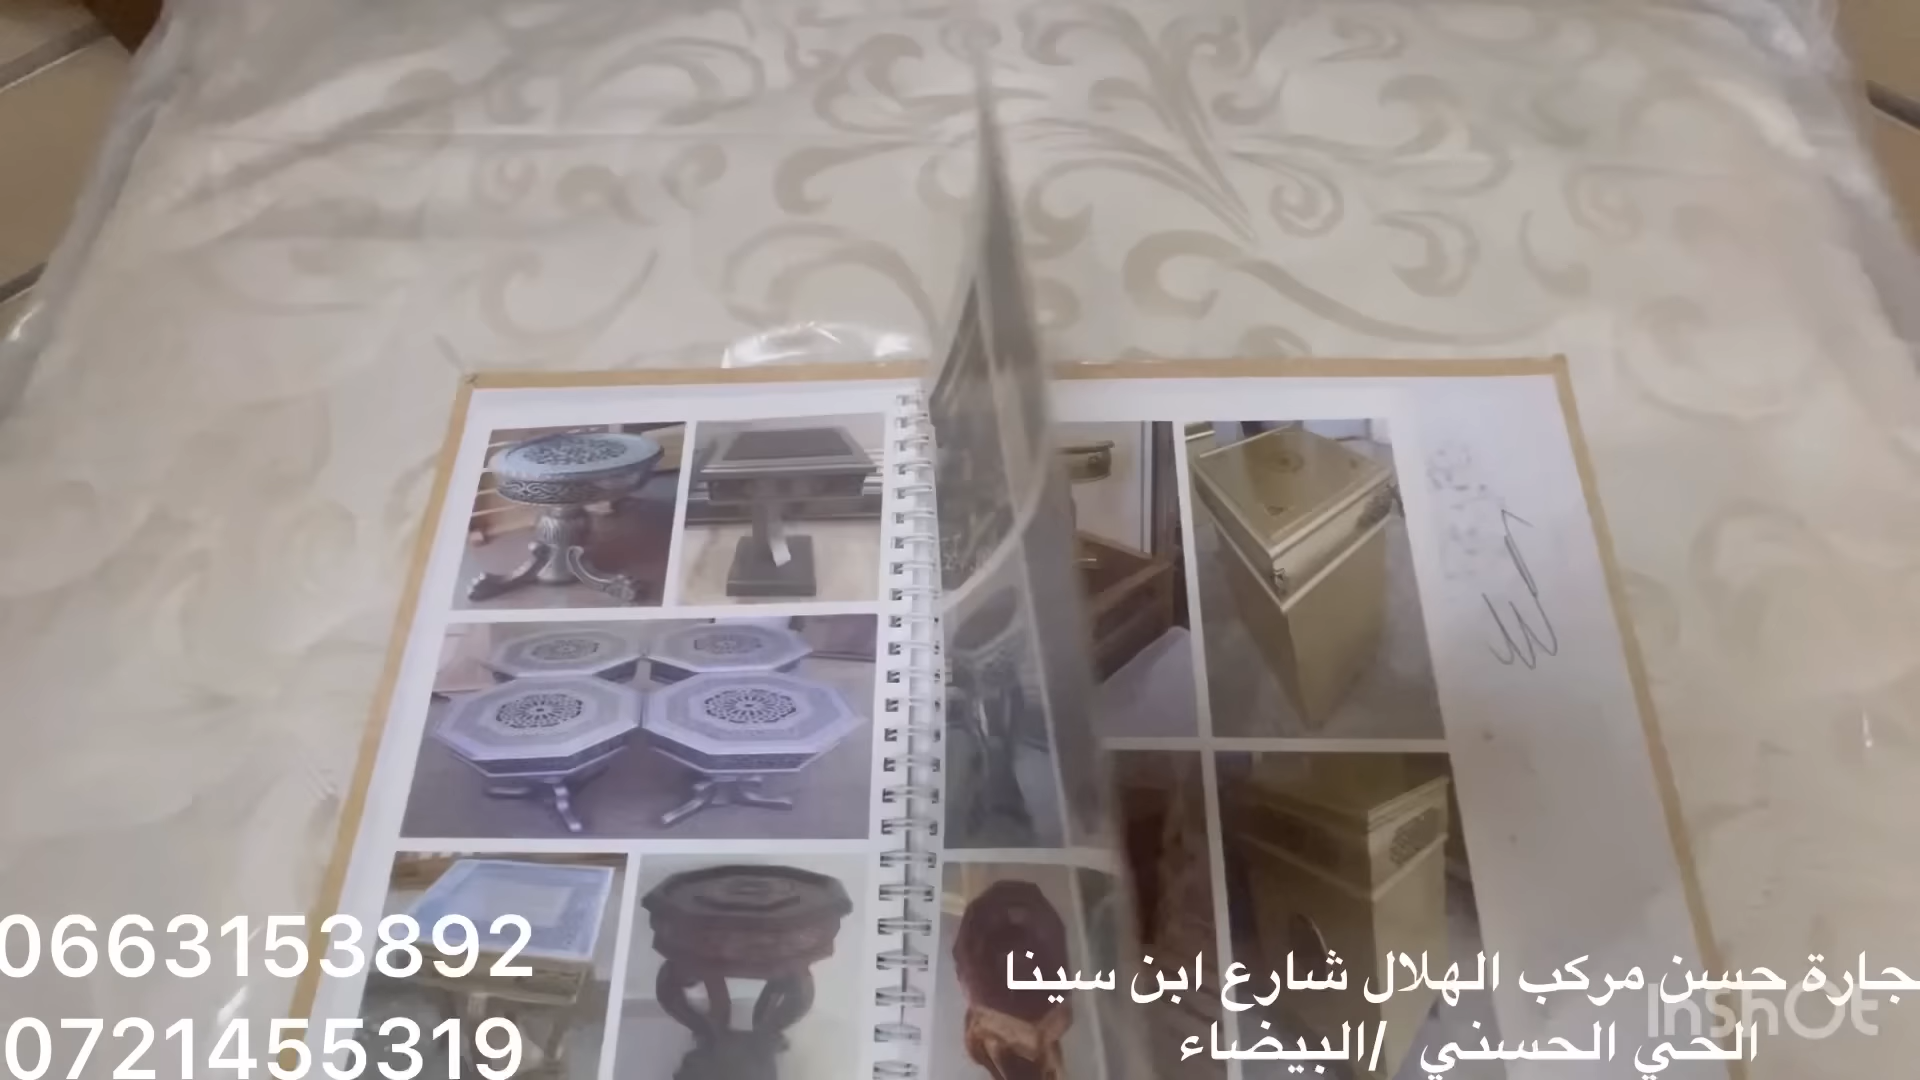 0663153892
0721455319
جارة حسن مركب الهلال شارع ابن سينا
الحي الحسني /البيضاء
InShOt